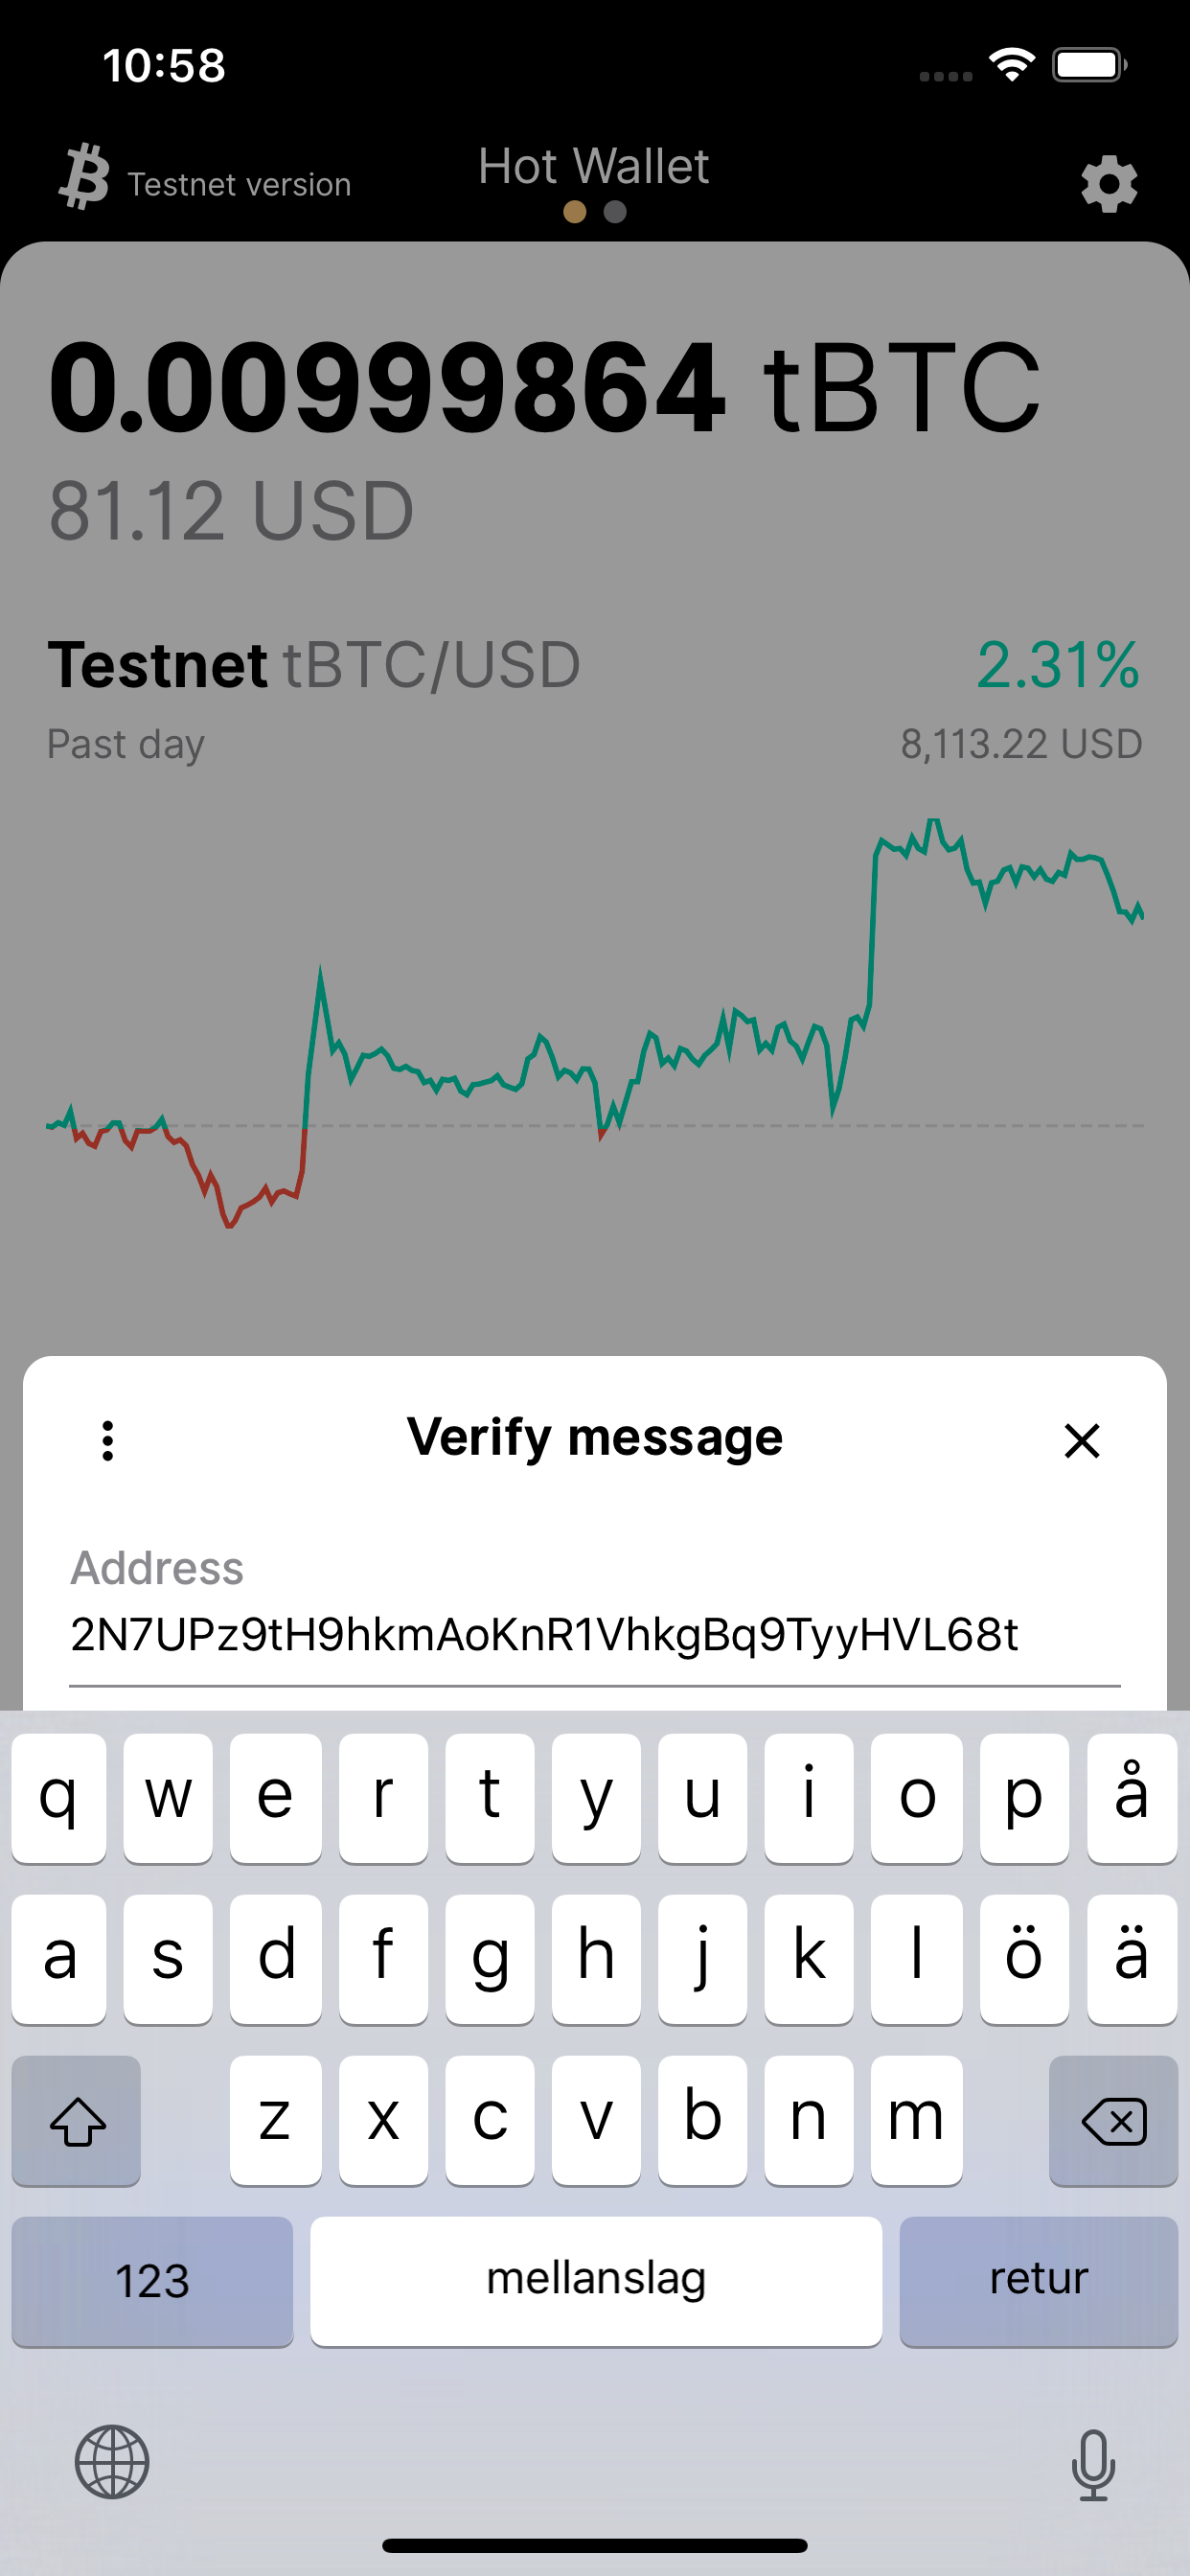 10:58
Testnet version
Hot Wallet
0.00999864 tBTC
81.12 USD
Testnet tBTC/USD 2.31%
Past day 8,113.22 USD
Verify message
Address
2N7UPz9tH9hkmAoKnR1VhkgBq9TyyHVL68t
q w e r t y u i o p å
a s d f g h j k l ö ä
z x c v b n m
123 mellanslag retur